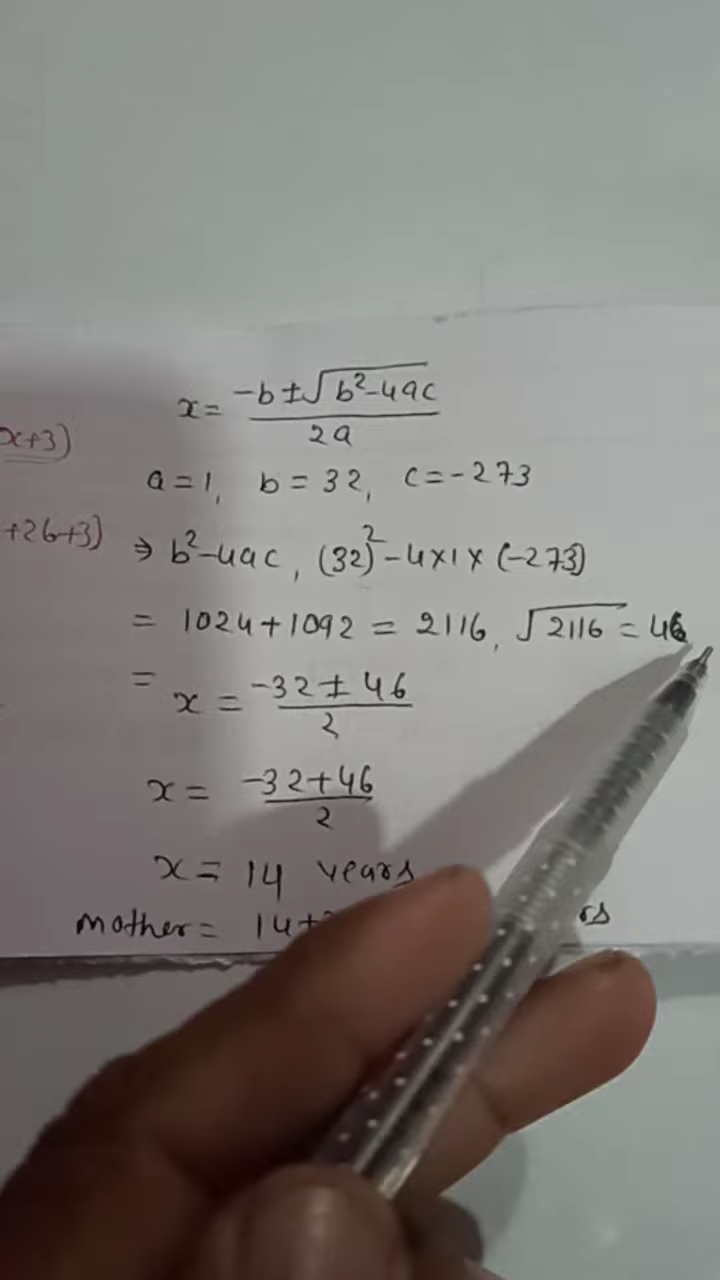 x = -b ± √b²-4ac / 2a
x+3)
a = 1, b = 32, c = -273
+26+3)
⇒ b²-4ac, (32)² - 4×1× (-273)
= 1024 + 1092 = 2116, √2116 = 46
= x = -32 ± 46 / 2
x = -32+46 / 2
x = 14 years
Mother = 14+